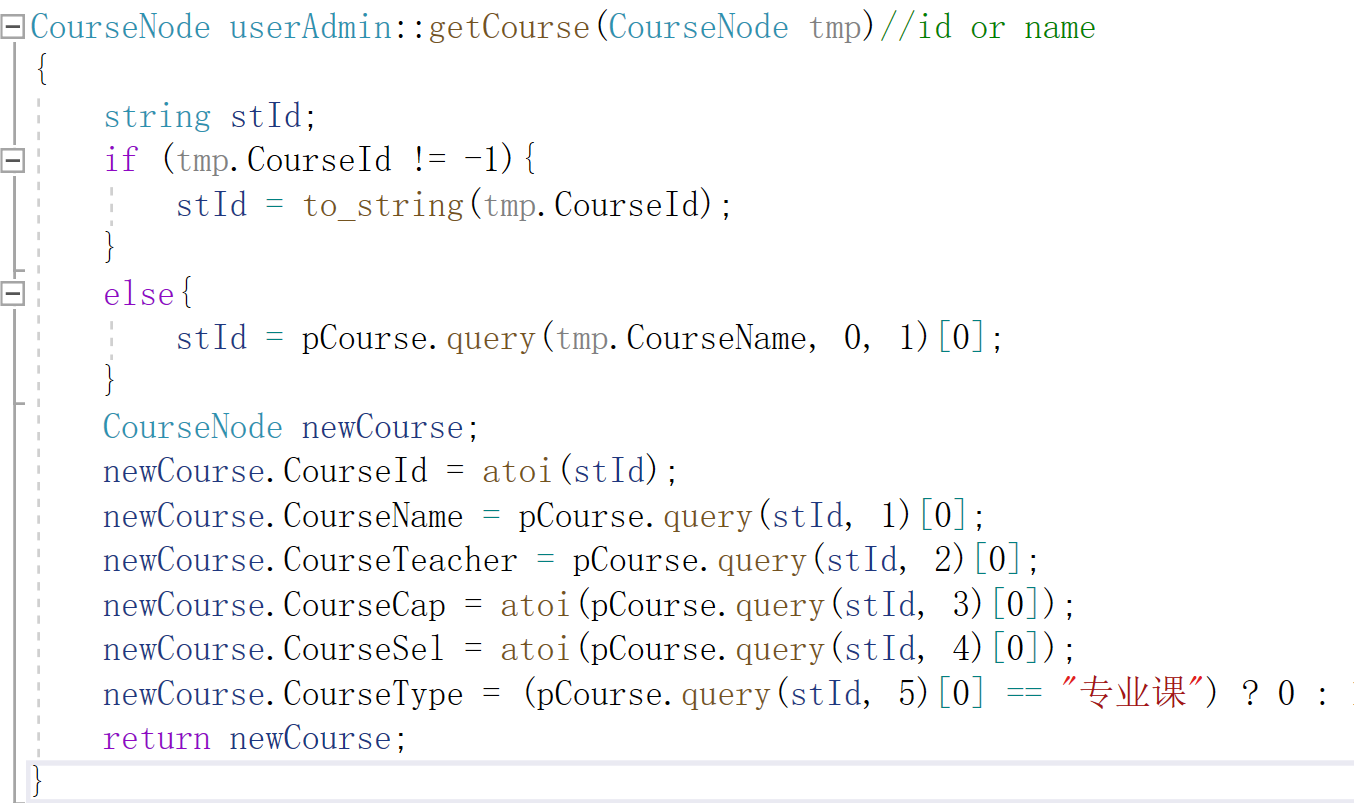 CourseNode userAdmin::getCourse(CourseNode tmp)//id or name
{
string stId;
if (tmp.CourseId != -1){
stId = to_string(tmp.CourseId);
}
else{
stId = pCourse.query(tmp.CourseName, 0, 1)[0];
}
CourseNode newCourse;
newCourse.CourseId = atoi(stId);
newCourse.CourseName = pCourse.query(stId, 1)[0];
newCourse.CourseTeacher = pCourse.query(stId, 2)[0];
newCourse.CourseCap = atoi(pCourse.query(stId, 3)[0]);
newCourse.CourseSel = atoi(pCourse.query(stId, 4)[0]);
newCourse.CourseType = (pCourse.query(stId, 5)[0] == "专业课") ? 0 :
return newCourse;
}